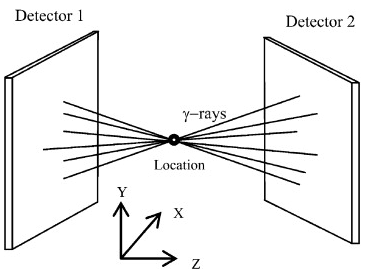 Detector 1
Detector 2
γ-rays
Location
Y
X
Z